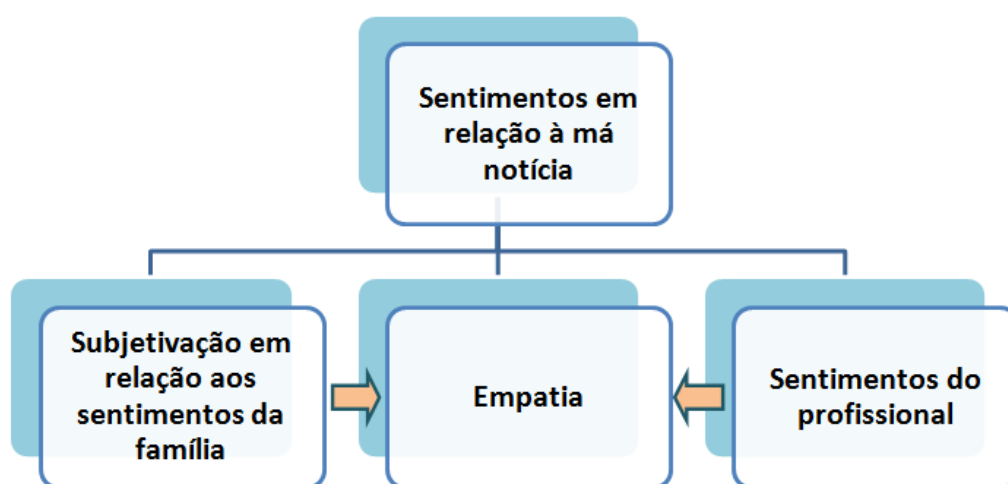 Sentimentos em
relação à má
notícia
Subjetivação em
relação aos
sentimentos da
família
Empatia
Sentimentos do
profissional